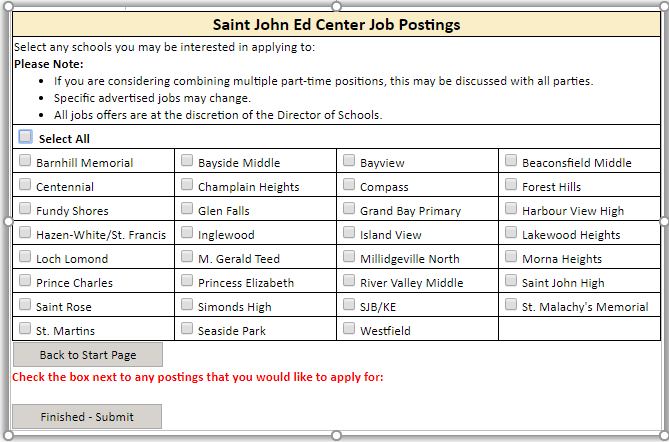 Saint John Ed Center Job Postings
Select any schools you may be interested in applying to:
Please Note:
• If you are considering combining multiple part-time positions, this may be discussed with all parties.
• Specific advertised jobs may change.
• All jobs offers are at the discretion of the Director of Schools.
Select All
Barnhill Memorial Bayside Middle Bayview Beaconsfield Middle
Centennial Champlain Heights Compass Forest Hills
Fundy Shores Glen Falls Grand Bay Primary Harbour View High
Hazen-White/St. Francis Inglewood Island View Lakewood Heights
Loch Lomond M. Gerald Teed Millidgeville North Morna Heights
Prince Charles Princess Elizabeth River Valley Middle Saint John High
Saint Rose Simonds High SJB/KE St. Malachy's Memorial
St. Martins Seaside Park Westfield
Back to Start Page
Check the box next to any postings that you would like to apply for:
Finished - Submit